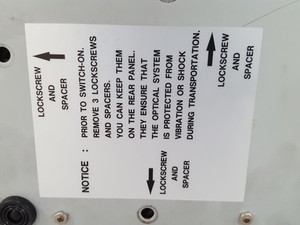 LOCKSCREW
AND
SPACER
NOTICE : PRIOR TO SWITCH-ON.
REMOVE 3 LOCKSCREWS
AND SPACERS.
YOU CAN KEEP THEM
ON THE REAR PANEL.
THEY ENSURE THAT
THE OPTICAL SYSTEM
IS PROTECTED FROM
VIBRATION OR SHOCK
DURING TRANSPORTATION.
LOCKSCREW
AND
SPACER
LOCKSCREW
AND
SPACER